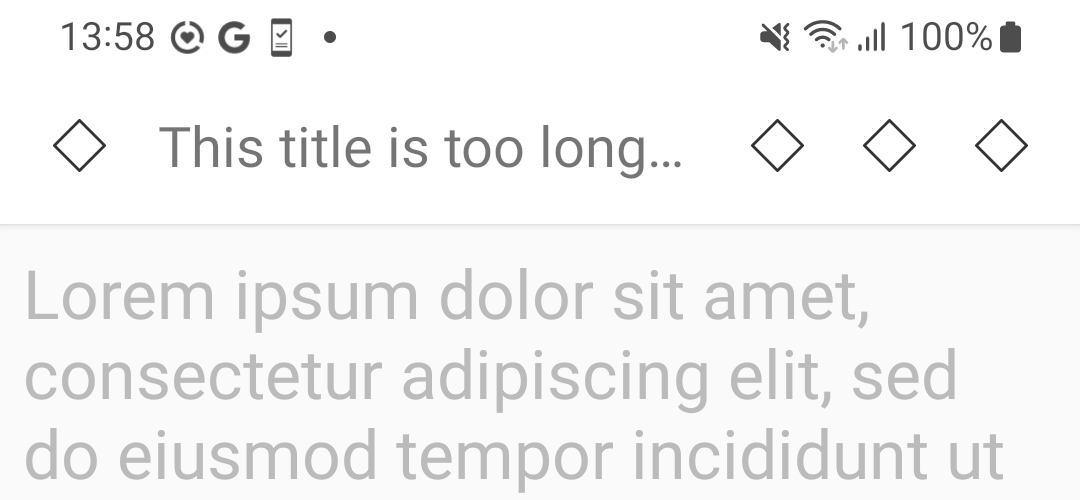 13:58 G 100%
This title is too long...
Lorem ipsum dolor sit amet,
consectetur adipiscing elit, sed
do eiusmod tempor incididunt ut